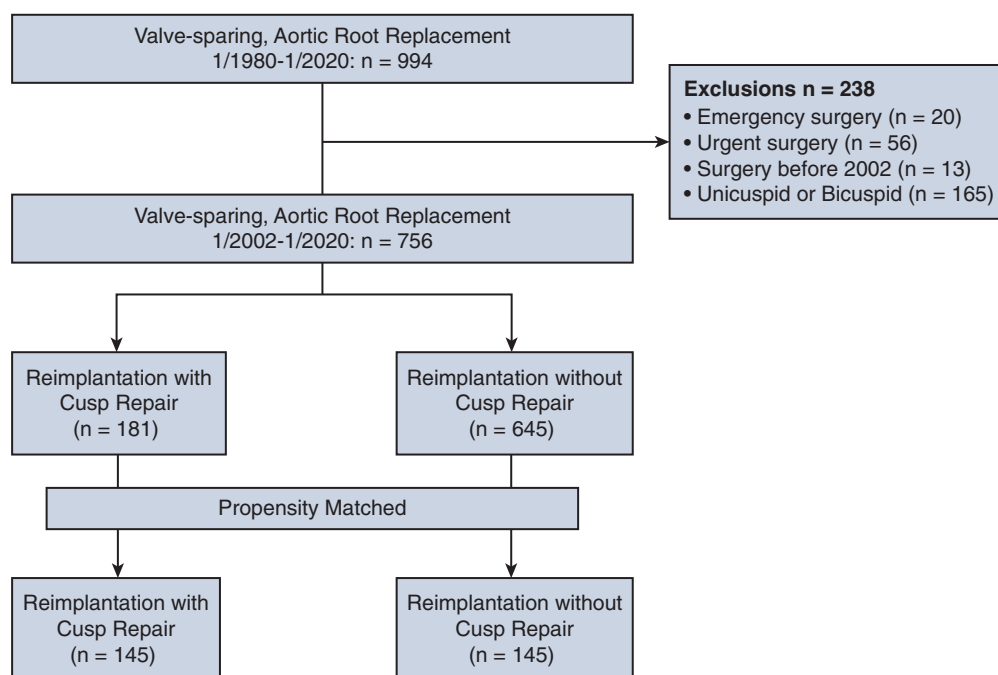 Valve-sparing, Aortic Root Replacement
1/1980-1/2020: n = 994
Exclusions n = 238
• Emergency surgery (n = 20)
• Urgent surgery (n = 56)
• Surgery before 2002 (n = 13)
• Unicuspid or Bicuspid (n = 165)
Valve-sparing, Aortic Root Replacement
1/2002-1/2020: n = 756
Reimplantation with
Cusp Repair
(n = 181)
Reimplantation without
Cusp Repair
(n = 645)
Propensity Matched
Reimplantation with
Cusp Repair
(n = 145)
Reimplantation without
Cusp Repair
(n = 145)